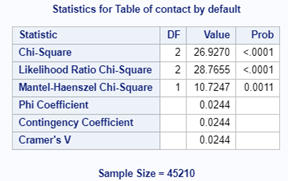 Statistics for Table of contact by default
Statistic DF Value Prob
Chi-Square 2 26.9270 <.0001
Likelihood Ratio Chi-Square 2 28.7655 <.0001
Mantel-Haenszel Chi-Square 1 10.7247 0.0011
Phi Coefficient 0.0244
Contingency Coefficient 0.0244
Cramer's V 0.0244
Sample Size = 45210